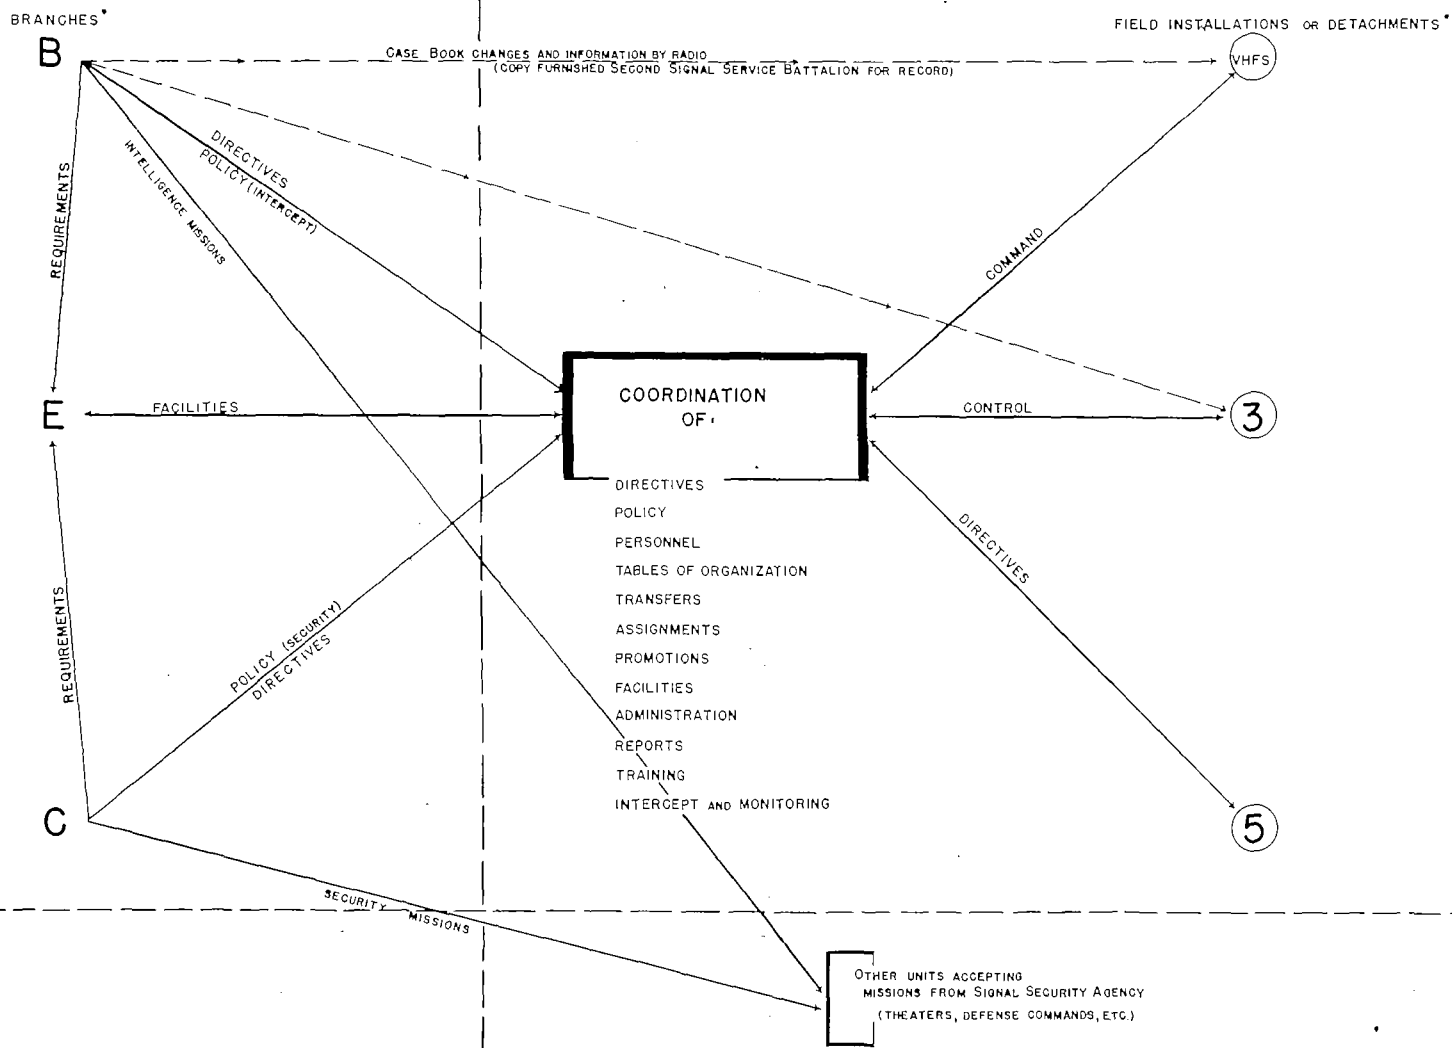 BRANCHES
FIELD INSTALLATIONS OR DETACHMENTS
B
CASE BOOK CHANGES AND INFORMATION BY RADIO
(COPY FURNISHED SECOND SIGNAL SERVICE BATTALION FOR RECORD)
VHFS
DIRECTIVES
POLICY (INTERCEPT)
INTELLIGENCE MISSIONS
REQUIREMENTS
COMMAND
E
FACILITIES
COORDINATION
OF:
CONTROL
3
DIRECTIVES
POLICY
PERSONNEL
TABLES OF ORGANIZATION
TRANSFERS
ASSIGNMENTS
PROMOTIONS
FACILITIES
ADMINISTRATION
REPORTS
TRAINING
INTERCEPT AND MONITORING
DIRECTIVES
REQUIREMENTS
POLICY (SECURITY)
DIRECTIVES
C
5
SECURITY MISSIONS
OTHER UNITS ACCEPTING
MISSIONS FROM SIGNAL SECURITY AGENCY
(THEATERS, DEFENSE COMMANDS, ETC.)